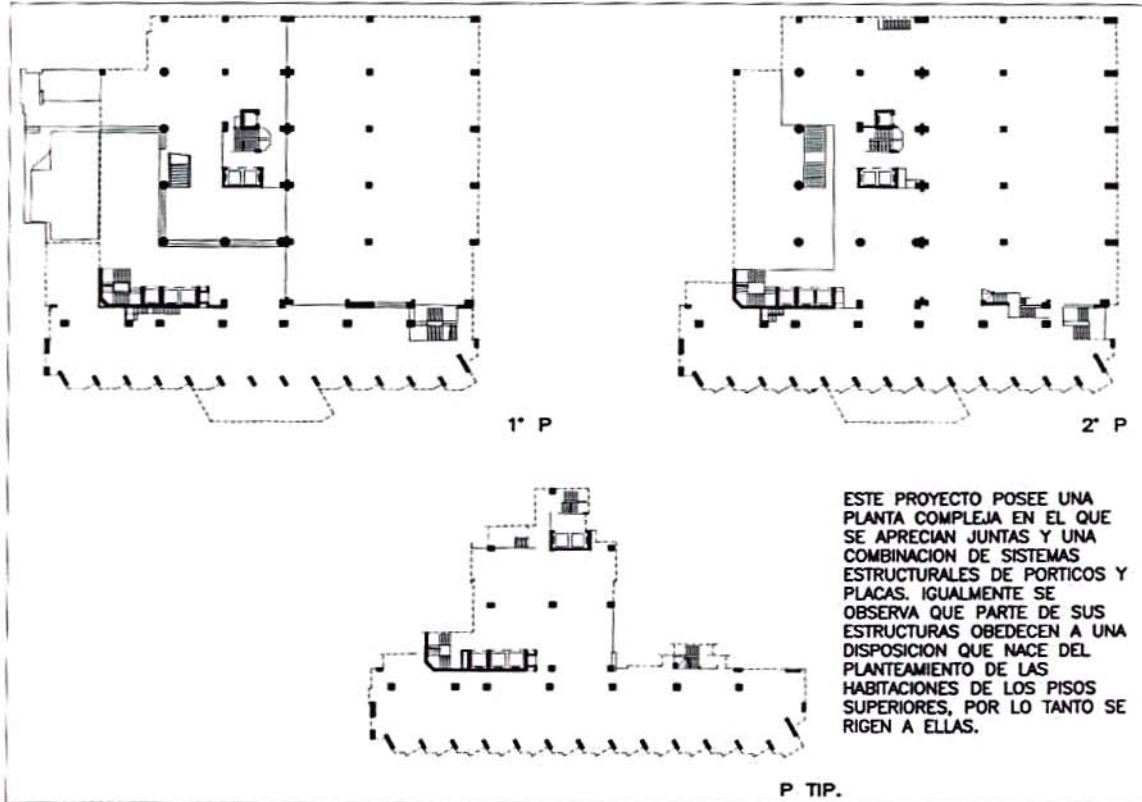 1° P
2° P
ESTE PROYECTO POSEE UNA
PLANTA COMPLEJA EN EL QUE
SE APRECIAN JUNTAS Y UNA
COMBINACION DE SISTEMAS
ESTRUCTURALES DE PORTICOS Y
PLACAS. IGUALMENTE SE
OBSERVA QUE PARTE DE SUS
ESTRUCTURAS OBEDECEN A UNA
DISPOSICION QUE NACE DEL
PLANTEAMIENTO DE LAS
HABITACIONES DE LOS PISOS
SUPERIORES, POR LO TANTO SE
RIGEN A ELLAS.
P TIP.